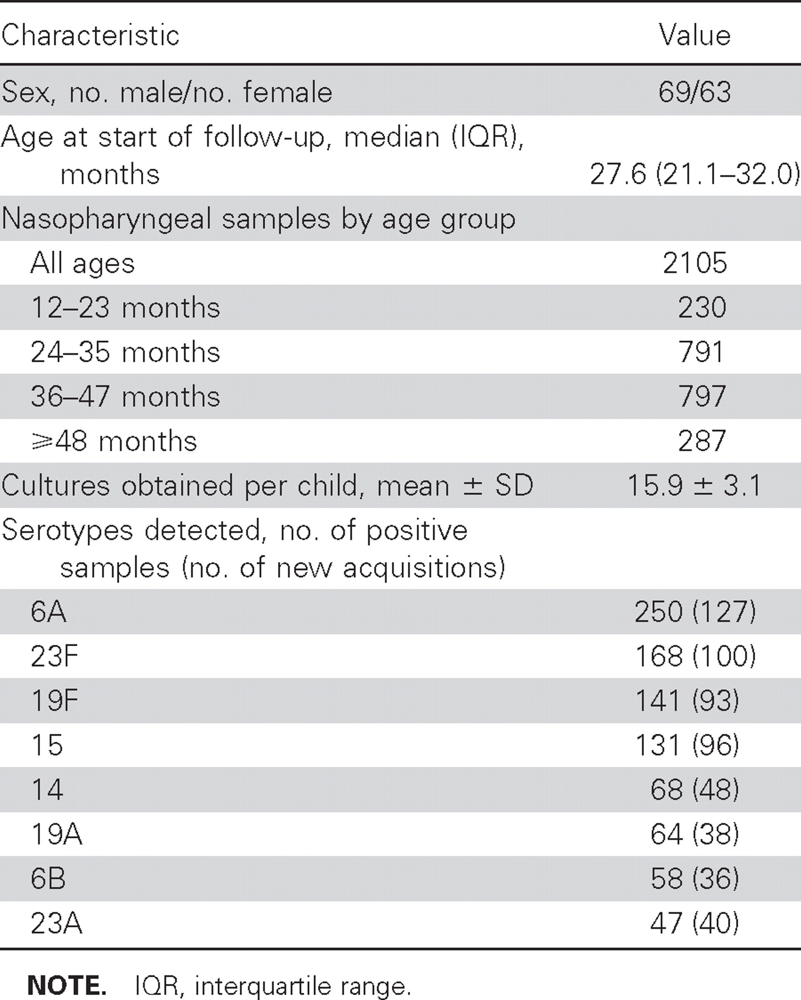 Characteristic Value
Sex, no. male/no. female 69/63
Age at start of follow-up, median (IQR),
months 27.6 (21.1–32.0)
Nasopharyngeal samples by age group
All ages 2105
12–23 months 230
24–35 months 791
36–47 months 797
⩾48 months 287
Cultures obtained per child, mean ± SD 15.9 ± 3.1
Serotypes detected, no. of positive
samples (no. of new acquisitions)
6A 250 (127)
23F 168 (100)
19F 141 (93)
15 131 (96)
14 68 (48)
19A 64 (38)
6B 58 (36)
23A 47 (40)
NOTE. IQR, interquartile range.